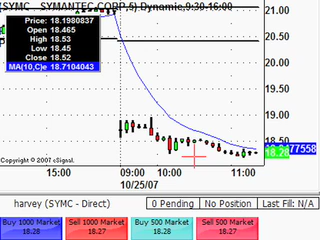 (SYMC - SYMANTEC CORP,5) Dynamic,9:30-16:00
Price: 18.1980837
Open 18.465
High 18.53
Low 18.45
Close 18.52
MA(10,C)e 18.7104043
21.00
20.50
20.00
19.50
19.00
18.50
18.28
Copyright © 2007 eSignal.
15:00 09:00 10:00 11:00
10/25/07
harvey (SYMC - Direct) 0 Pending No Position Last Fill: N/A
Buy 1000 Market Sell 1000 Market Buy 500 Market Sell 500 Market
18.28 18.27 18.28 18.27